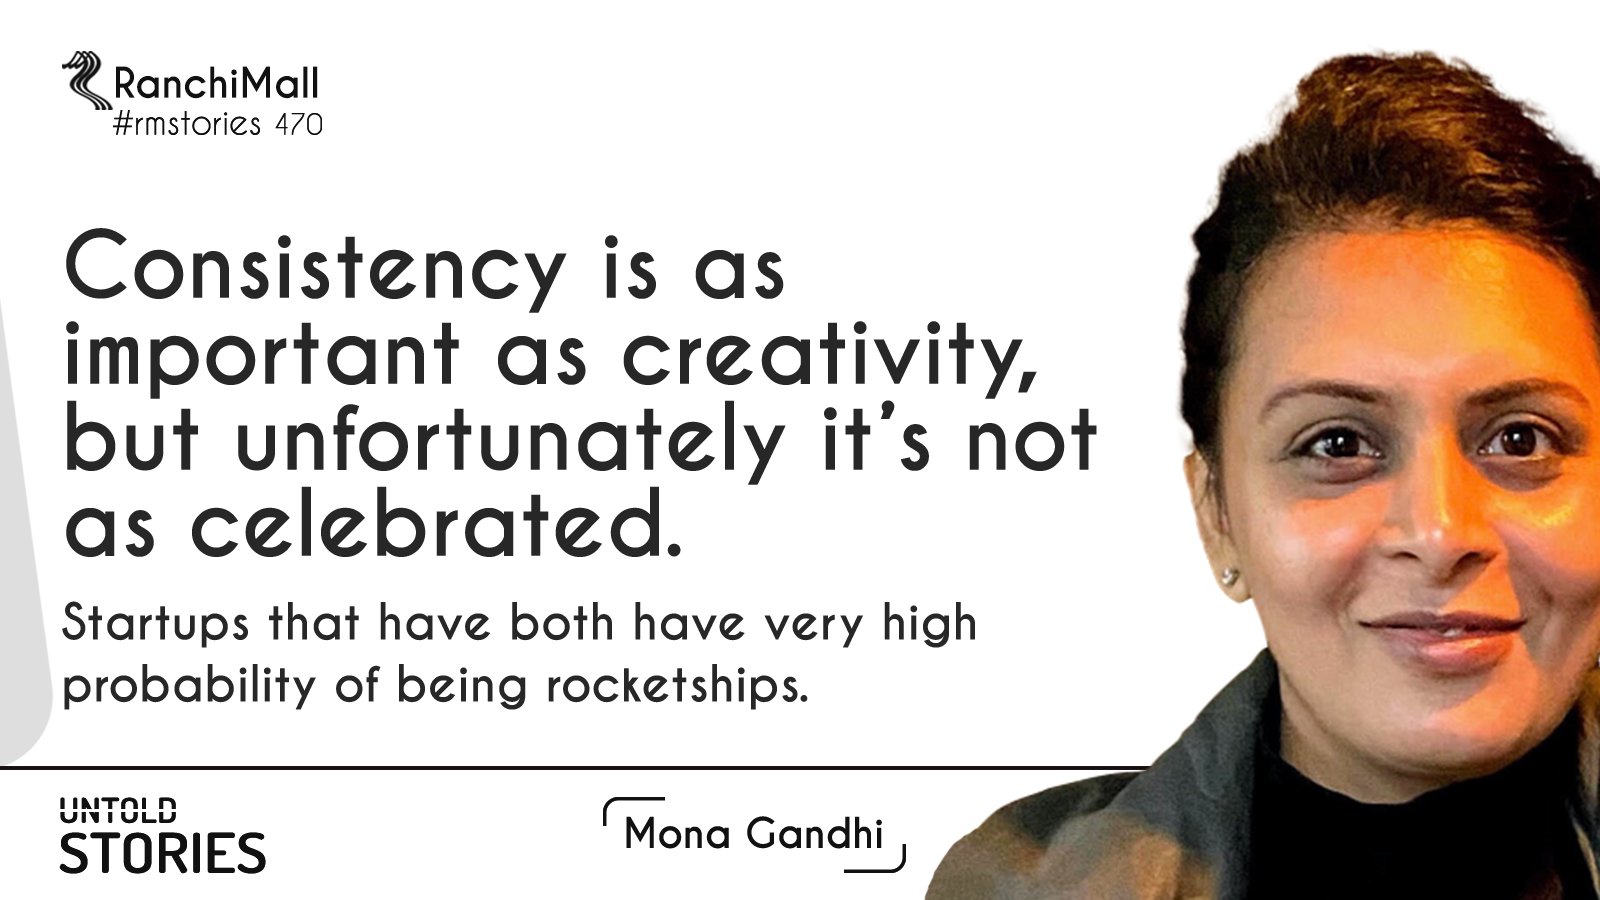 RanchiMall
#rmstories 470
Consistency is as
important as creativity,
but unfortunately it’s not
as celebrated.
Startups that have both have very high
probability of being rocketships.
UNTOLD
STORIES
Mona Gandhi